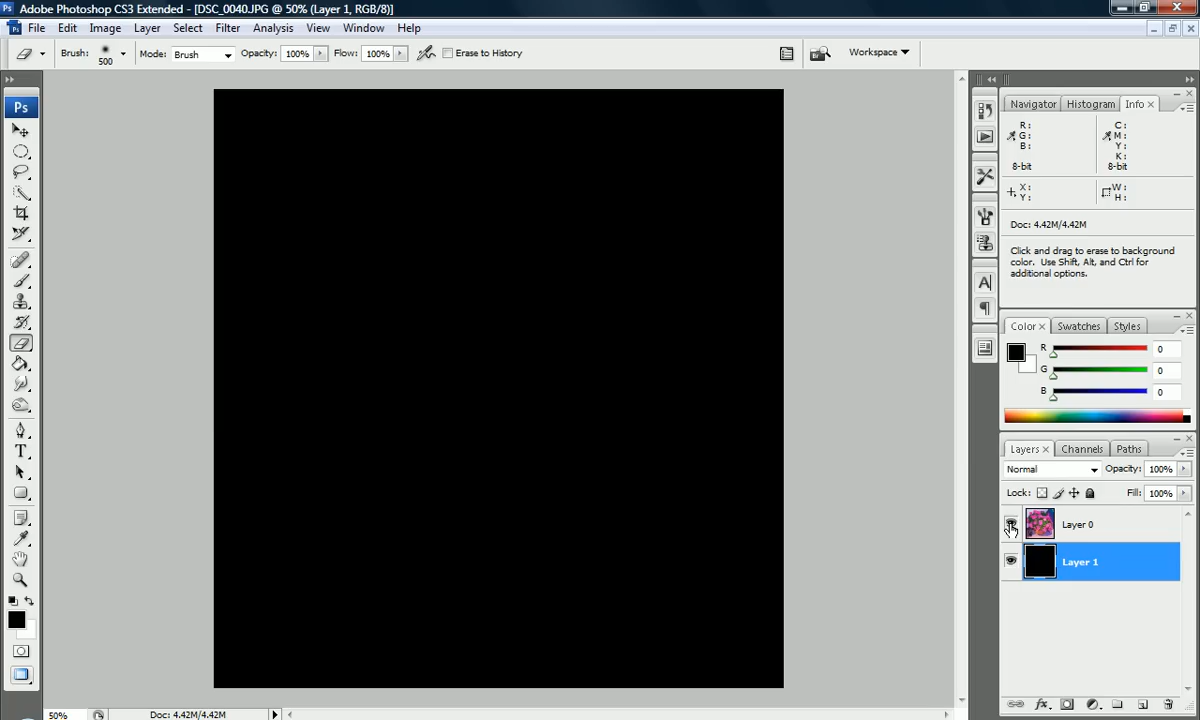 Ps Adobe Photoshop CS3 Extended - [DSC_0040.JPG @ 50% (Layer 1, RGB/8)]
Ps File Edit Image Layer Select Filter Analysis View Window Help
Brush: 500 Mode: Brush Opacity: 100% Flow: 100% Erase to History Workspace
Ps
T
A
Navigator Histogram Info
R: C:
G: M:
B: Y:
K:
8-bit 8-bit
X: W:
Y: H:
Doc: 4.42M/4.42M
Click and drag to erase to background
color. Use Shift, Alt, and Ctrl for
additional options.
Color Swatches Styles
R 0
G 0
B 0
Layers Channels Paths
Normal Opacity: 100%
Lock: Fill: 100%
Layer 0
Layer 1
fx
50% Doc: 4.42M/4.42M